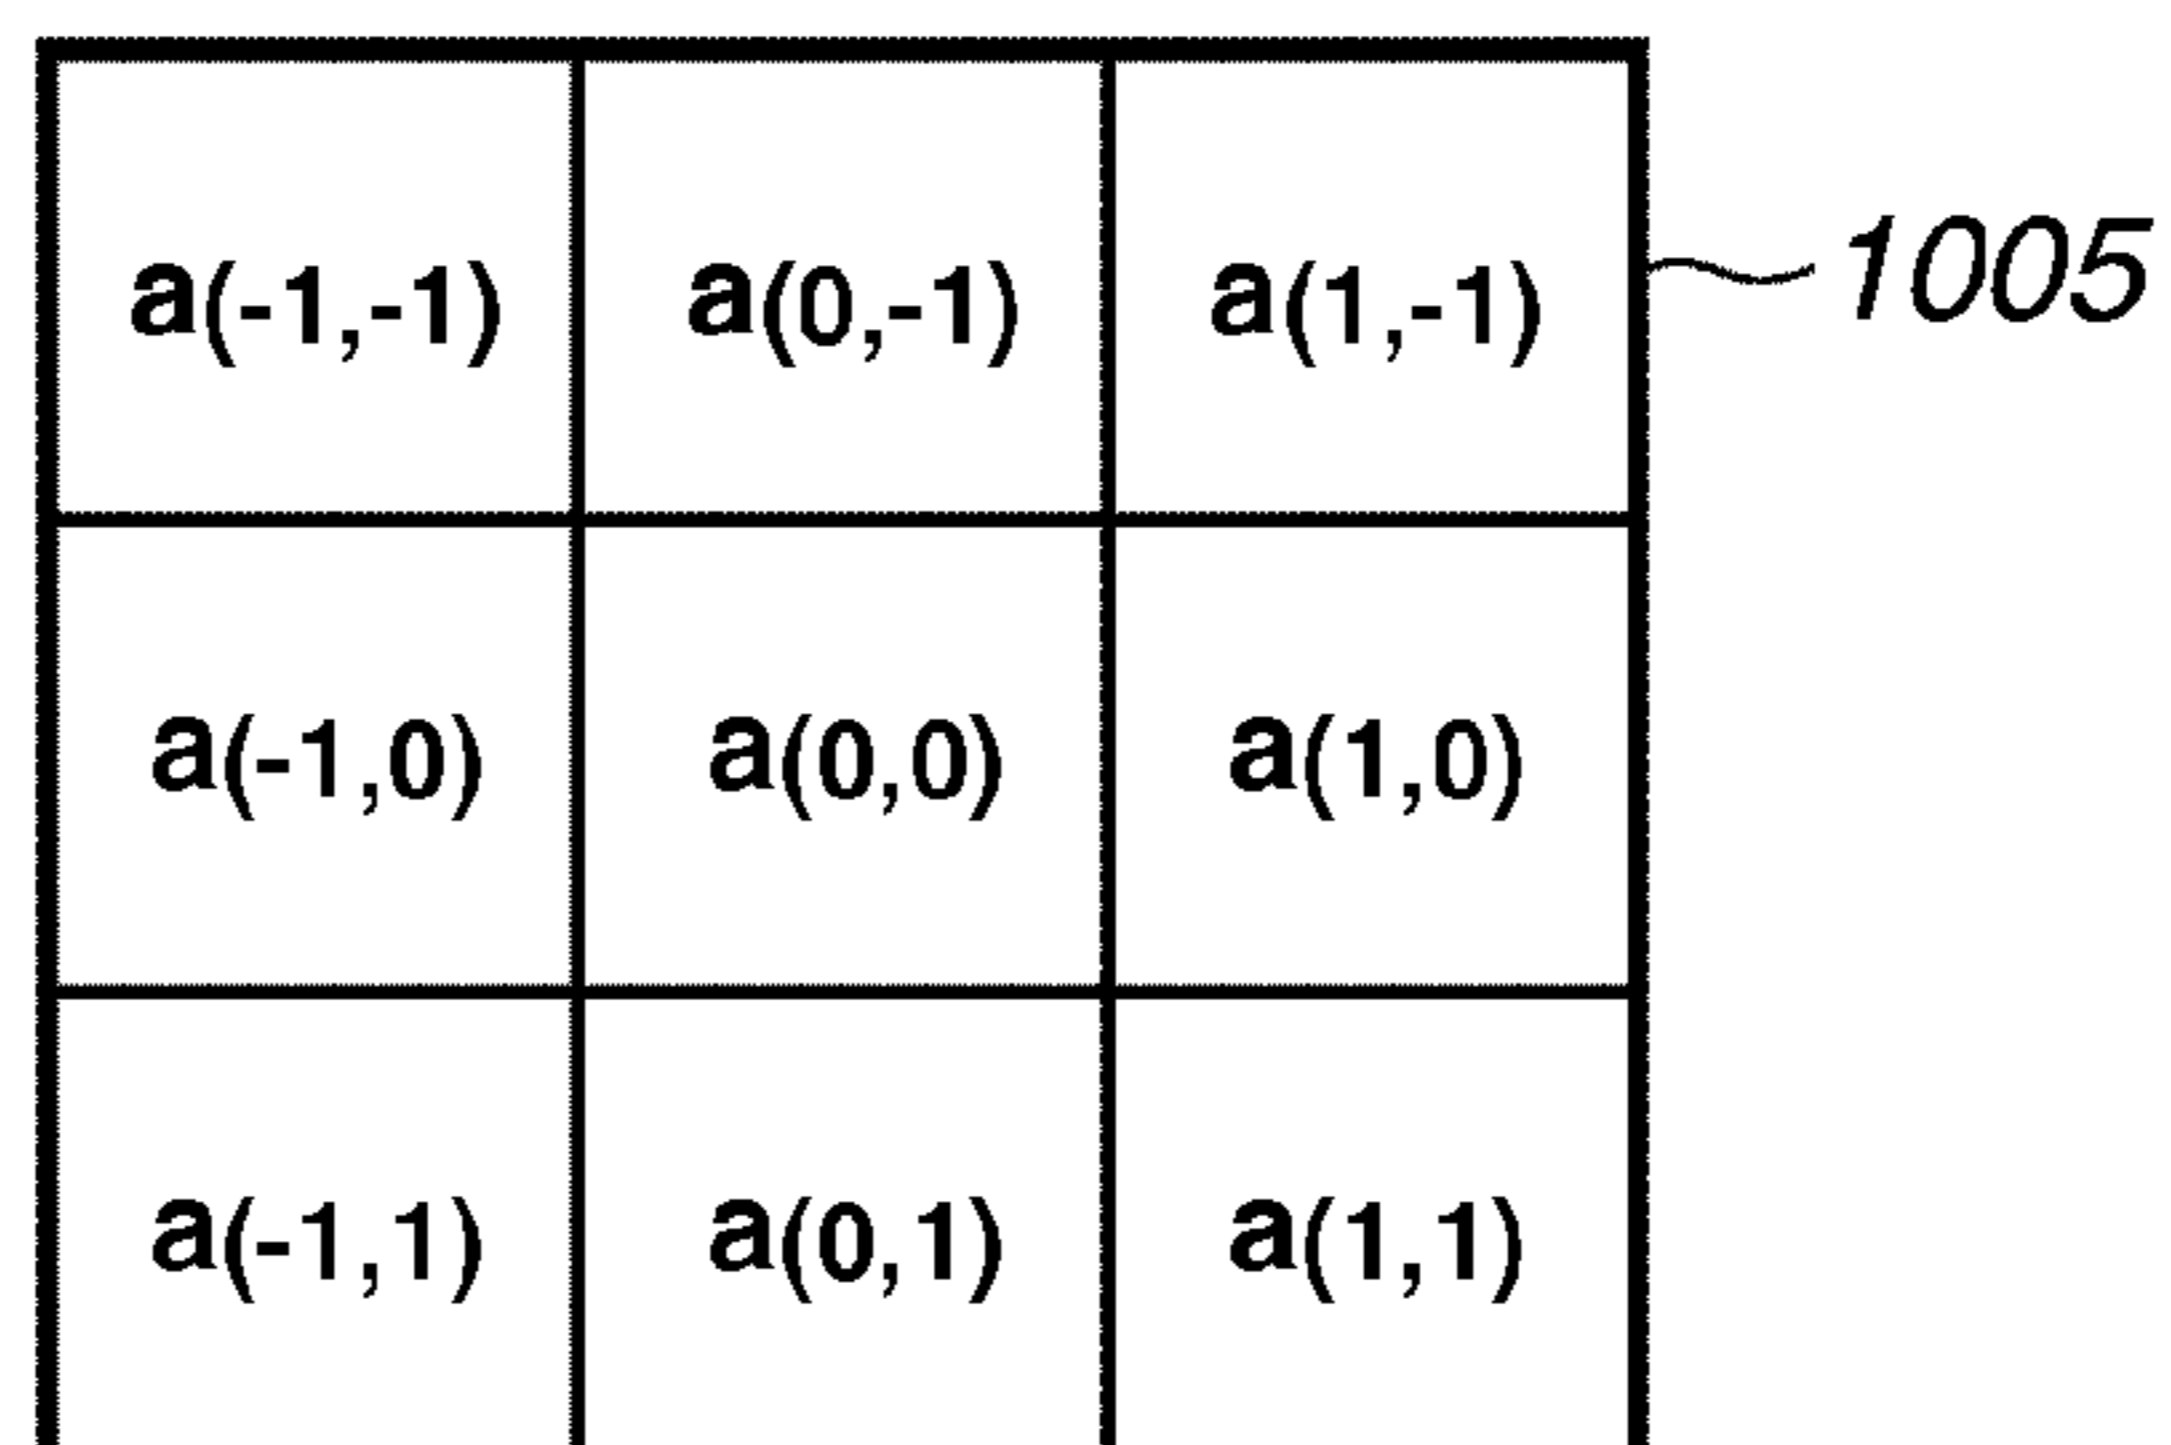 a(-1,-1) a(0,-1) a(1,-1) 1005
a(-1,0) a(0,0) a(1,0)
a(-1,1) a(0,1) a(1,1)